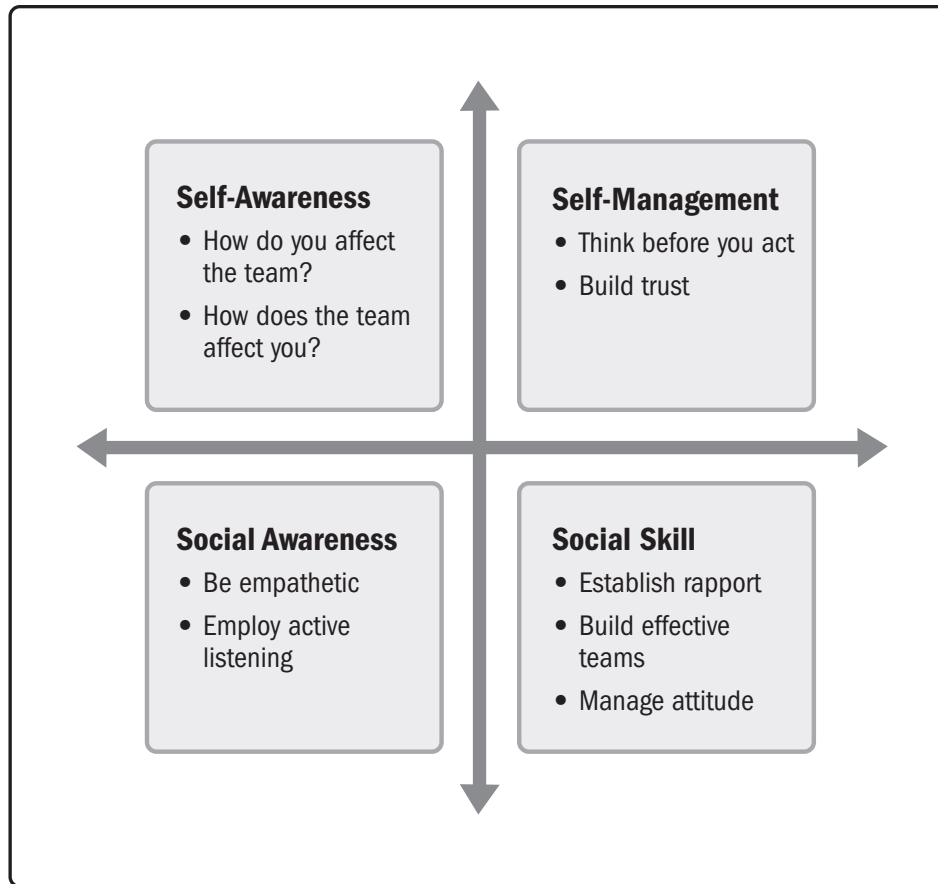 Self-Awareness
• How do you affect
the team?
• How does the team
affect you?
Self-Management
• Think before you act
• Build trust
Social Awareness
• Be empathetic
• Employ active
listening
Social Skill
• Establish rapport
• Build effective
teams
• Manage attitude